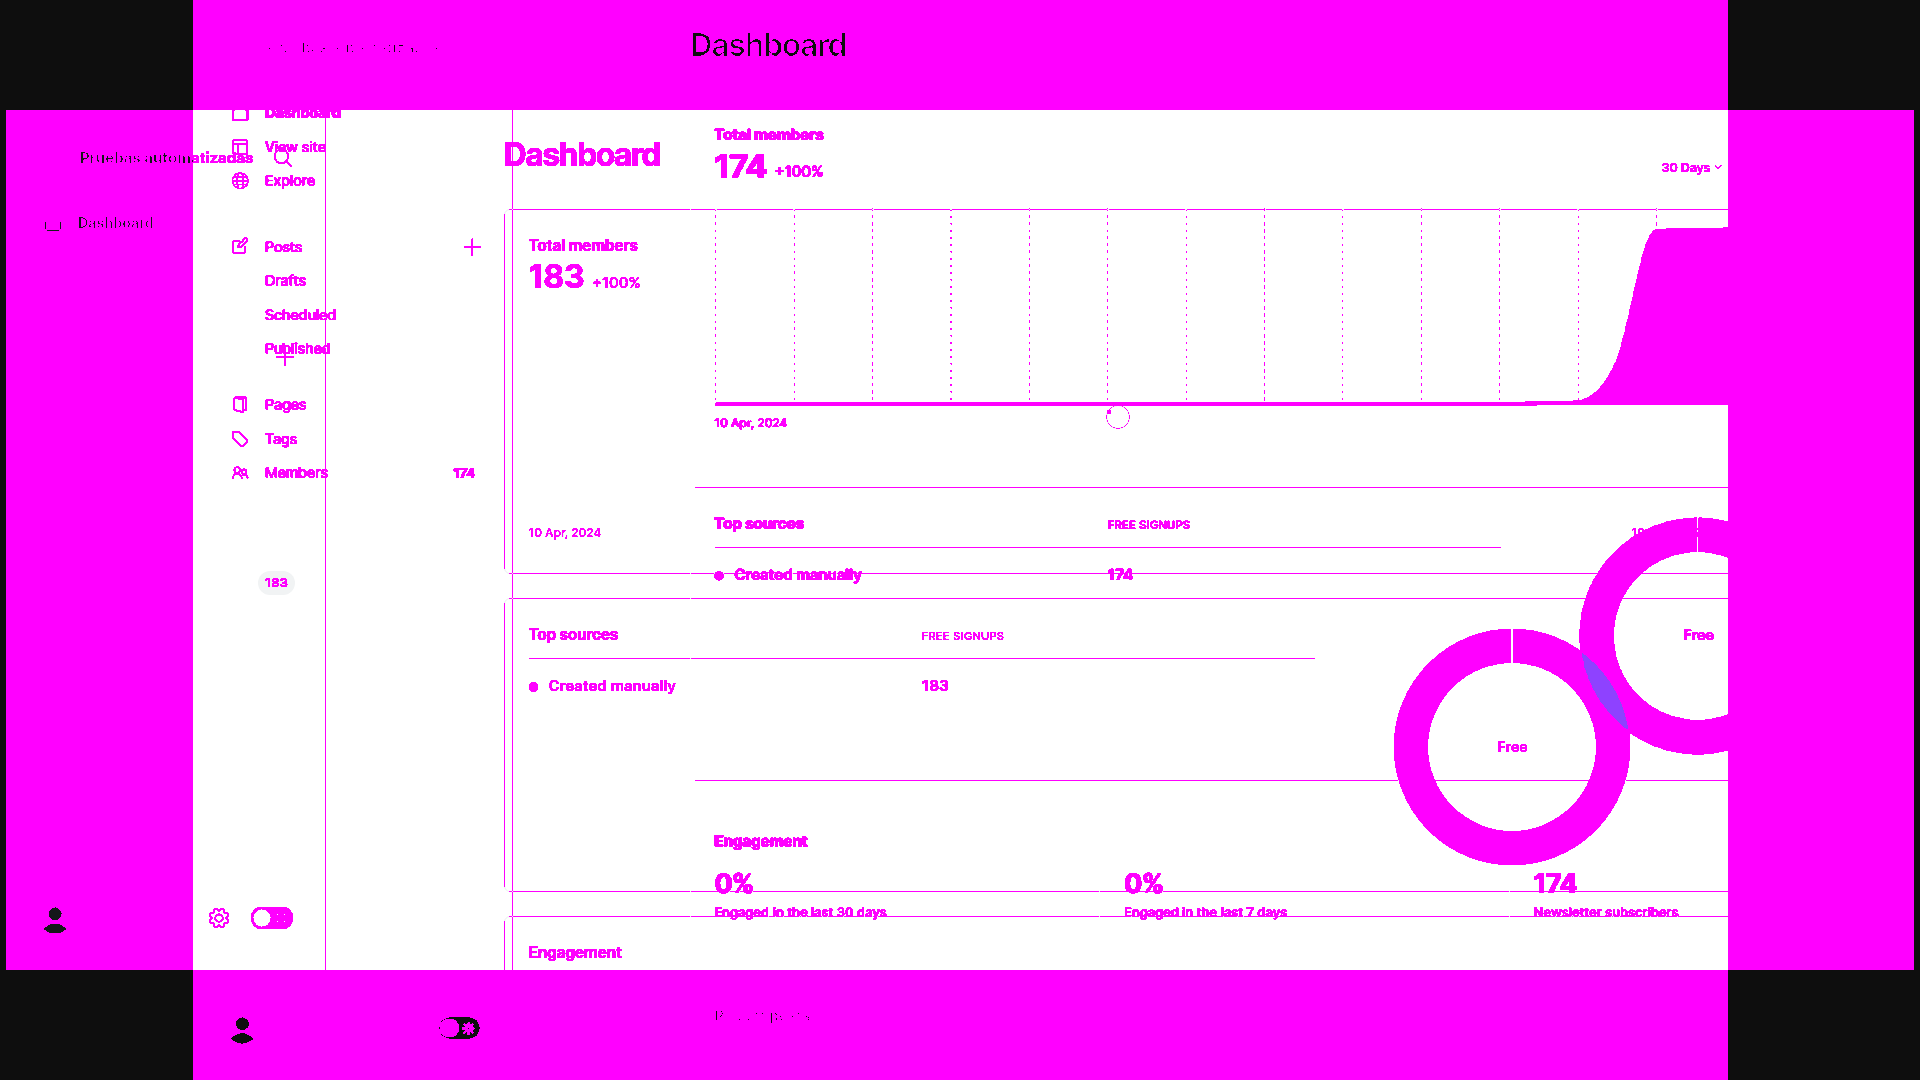 Dashboard
Dashboard
Total members
View site
Pruebas automatizadas
Dashboard
174 +100%
30 Days
Explore
Dashboard
Posts
Total members
183 +100%
Drafts
Scheduled
Published
Pages
10 Apr, 2024
Tags
Members 174
Top sources FREE SIGNUPS
10 Apr, 2024
Created manually 174
183
Top sources FREE SIGNUPS
Free
Created manually 183
Free
Engagement
0% 0% 174
Engaged in the last 30 days Engaged in the last 7 days Newsletter subscribers
Engagement